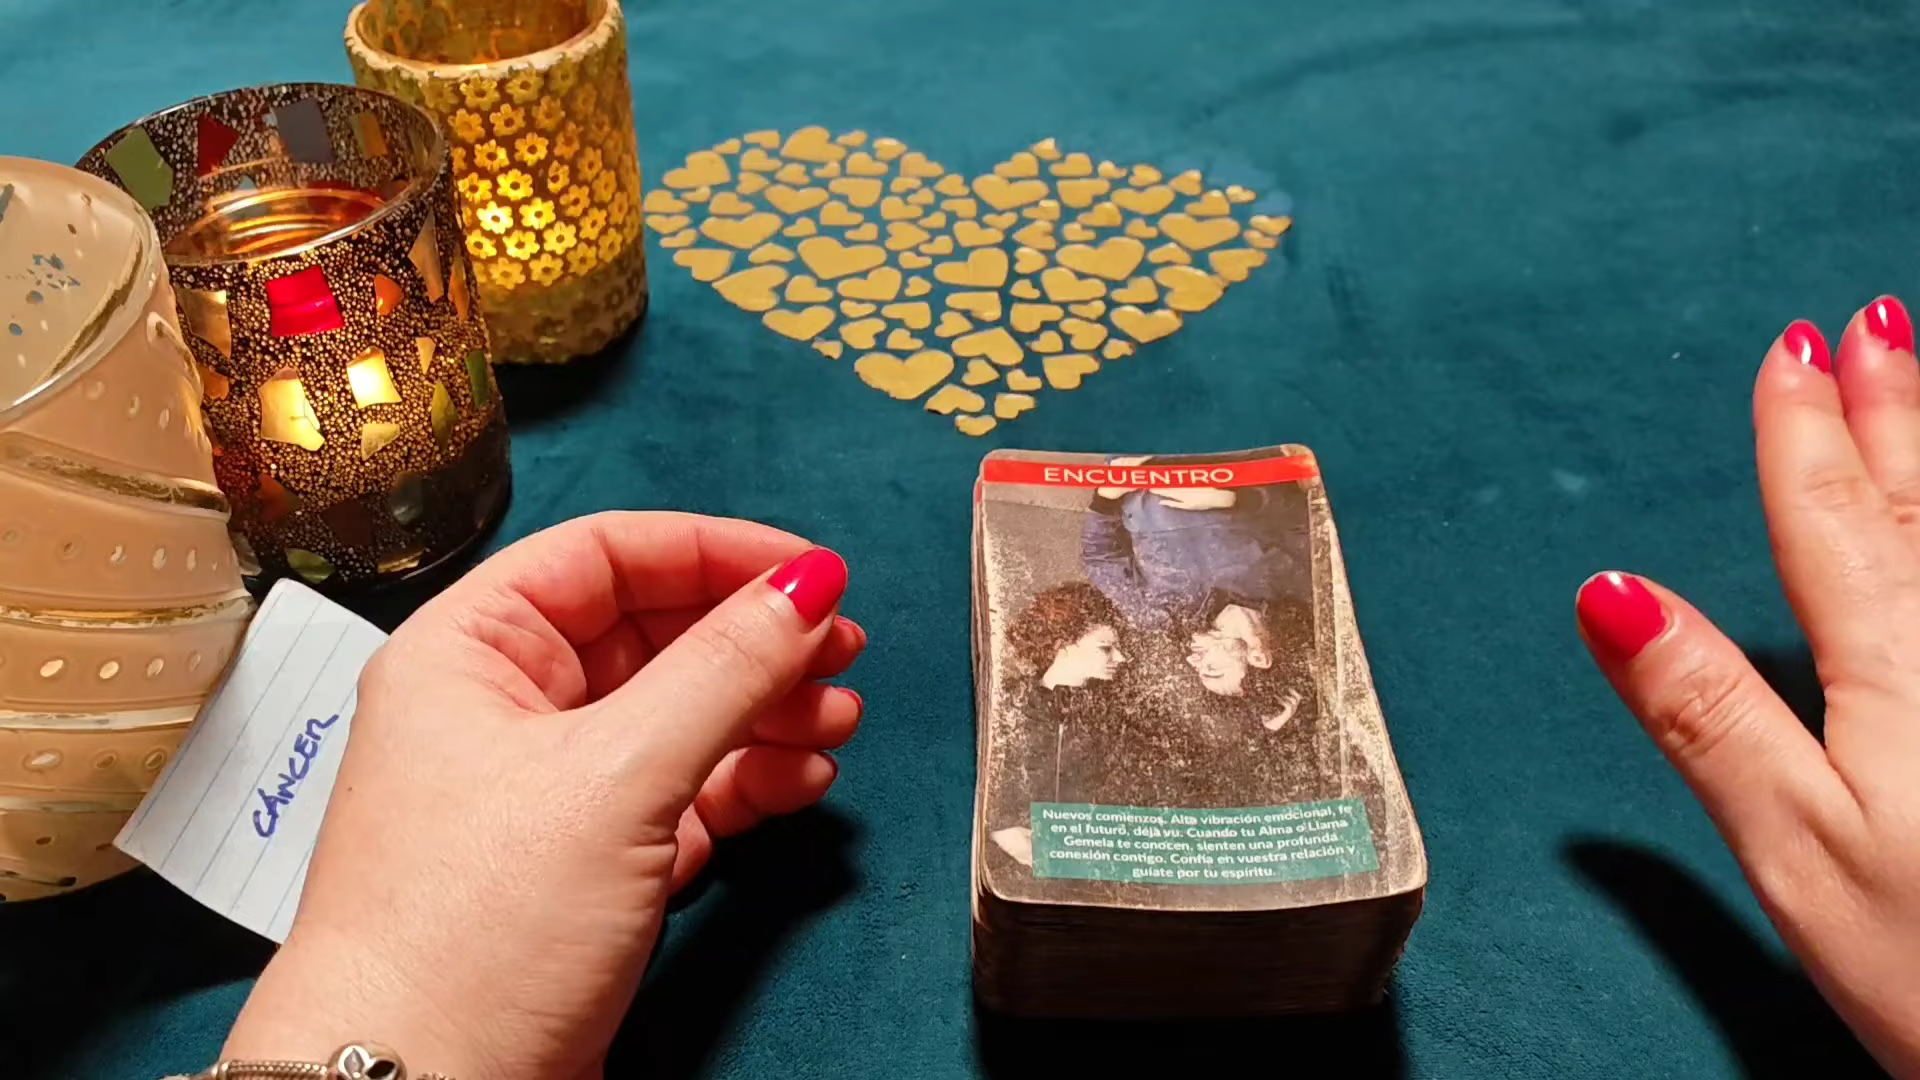 ENCUENTRO
Nuevos comienzos. Alta vibración emocional, fe
en el futuro, déjà vu. Cuando tu Alma o Llama
Gemela te conocen, sienten una profunda
conexión contigo. Confía en vuestra relación y
guíate por tu espíritu.
CÁNCER